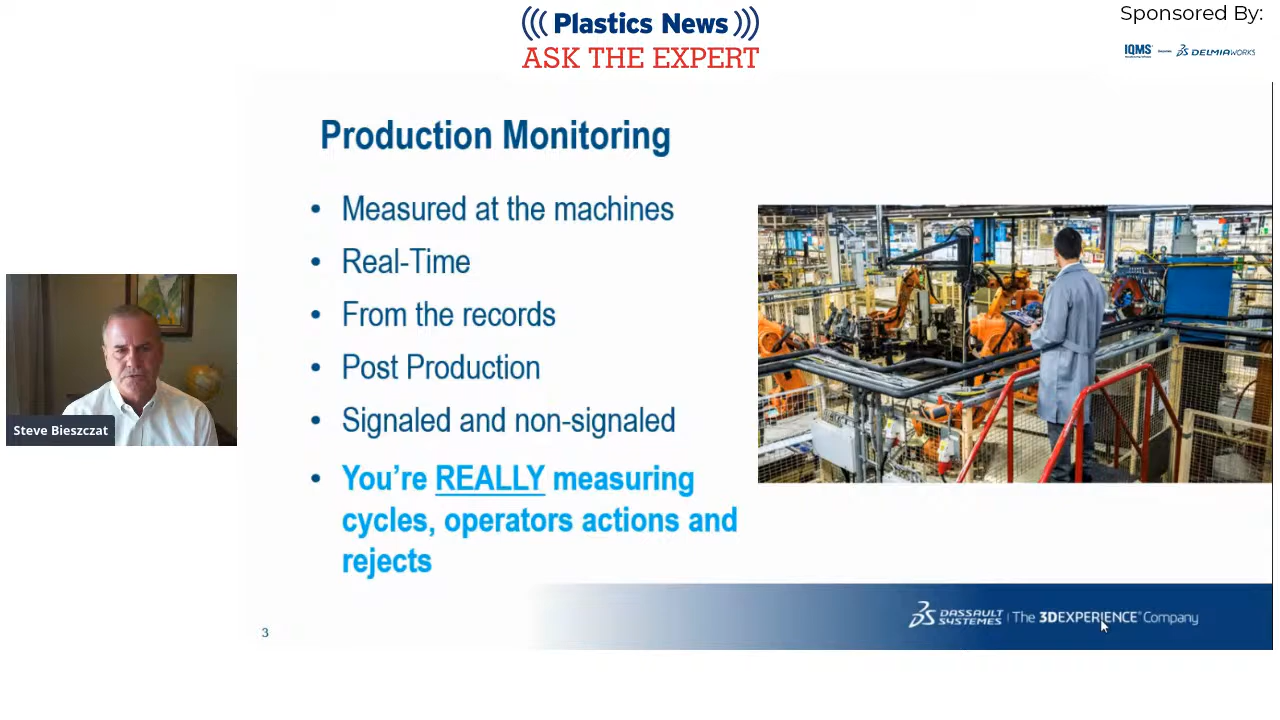 Sponsored By:
Plastics News
ASK THE EXPERT
IQMS
DELMIAWORKS
Production Monitoring
• Measured at the machines
• Real-Time
• From the records
• Post Production
• Signaled and non-signaled
• You’re REALLY measuring
cycles, operators actions and
rejects
Steve Bieszczat
DASSAULT
SYSTEMES | The 3DEXPERIENCE® Company
3